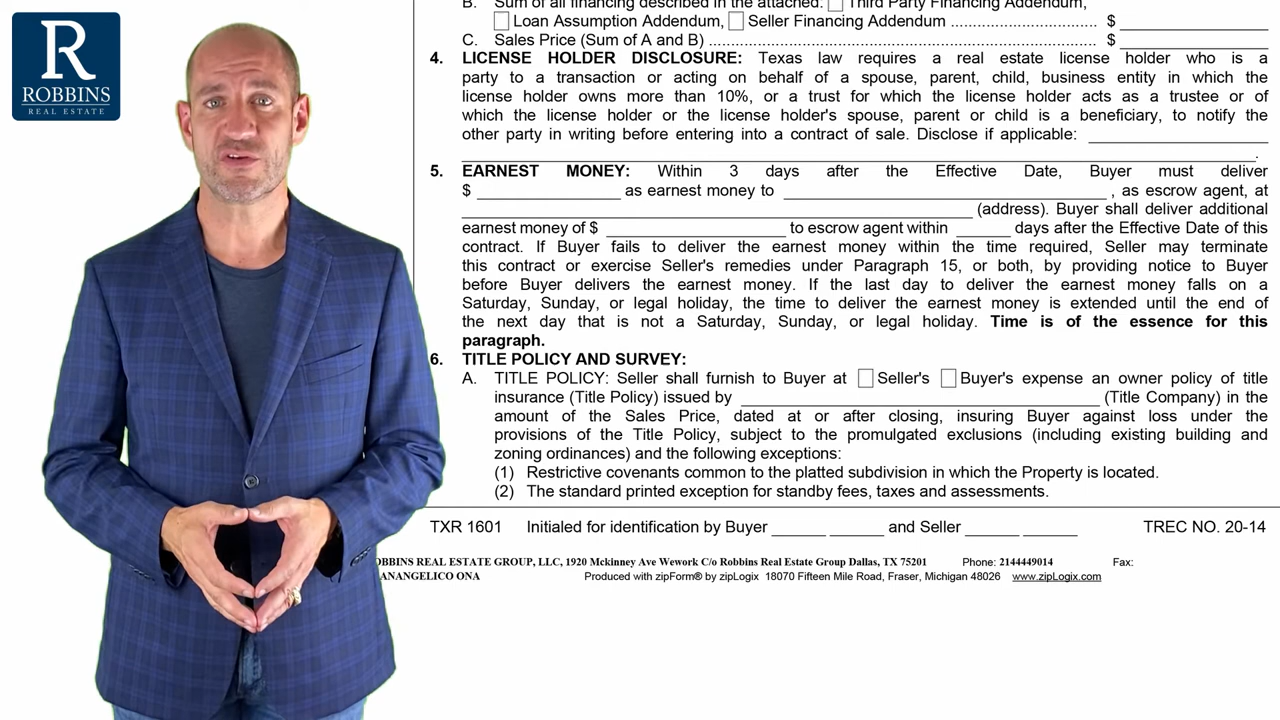 R
ROBBINS
REAL ESTATE
B. Sum of all financing described in the attached: □ Third Party Financing Addendum,
□ Loan Assumption Addendum, □ Seller Financing Addendum ................................. $ ________________
C. Sales Price (Sum of A and B) ........................................................................................ $ ________________
4. LICENSE HOLDER DISCLOSURE: Texas law requires a real estate license holder who is a
party to a transaction or acting on behalf of a spouse, parent, child, business entity in which the
license holder owns more than 10%, or a trust for which the license holder acts as a trustee or of
which the license holder or the license holder's spouse, parent or child is a beneficiary, to notify the
other party in writing before entering into a contract of sale. Disclose if applicable: ____________________
____________________________________________________________________________________________.
5. EARNEST MONEY: Within 3 days after the Effective Date, Buyer must deliver
$ ________________ as earnest money to ____________________________________ , as escrow agent, at
_________________________________________________________ (address). Buyer shall deliver additional
earnest money of $ ____________________ to escrow agent within ______ days after the Effective Date of this
contract. If Buyer fails to deliver the earnest money within the time required, Seller may terminate
this contract or exercise Seller's remedies under Paragraph 15, or both, by providing notice to Buyer
before Buyer delivers the earnest money. If the last day to deliver the earnest money falls on a
Saturday, Sunday, or legal holiday, the time to deliver the earnest money is extended until the end of
the next day that is not a Saturday, Sunday, or legal holiday. Time is of the essence for this
paragraph.
6. TITLE POLICY AND SURVEY:
A. TITLE POLICY: Seller shall furnish to Buyer at □ Seller's □ Buyer's expense an owner policy of title
insurance (Title Policy) issued by ________________________________________ (Title Company) in the
amount of the Sales Price, dated at or after closing, insuring Buyer against loss under the
provisions of the Title Policy, subject to the promulgated exclusions (including existing building and
zoning ordinances) and the following exceptions:
(1) Restrictive covenants common to the platted subdivision in which the Property is located.
(2) The standard printed exception for standby fees, taxes and assessments.
TXR 1601 Initialed for identification by Buyer ______ ______ and Seller ______ ______ TREC NO. 20-14
OBBINS REAL ESTATE GROUP, LLC, 1920 Mckinney Ave Wework C/o Robbins Real Estate Group Dallas, TX 75201 Phone: 2144449014 Fax:
ANANGELICO ONA Produced with zipForm® by zipLogix 18070 Fifteen Mile Road, Fraser, Michigan 48026 www.zipLogix.com